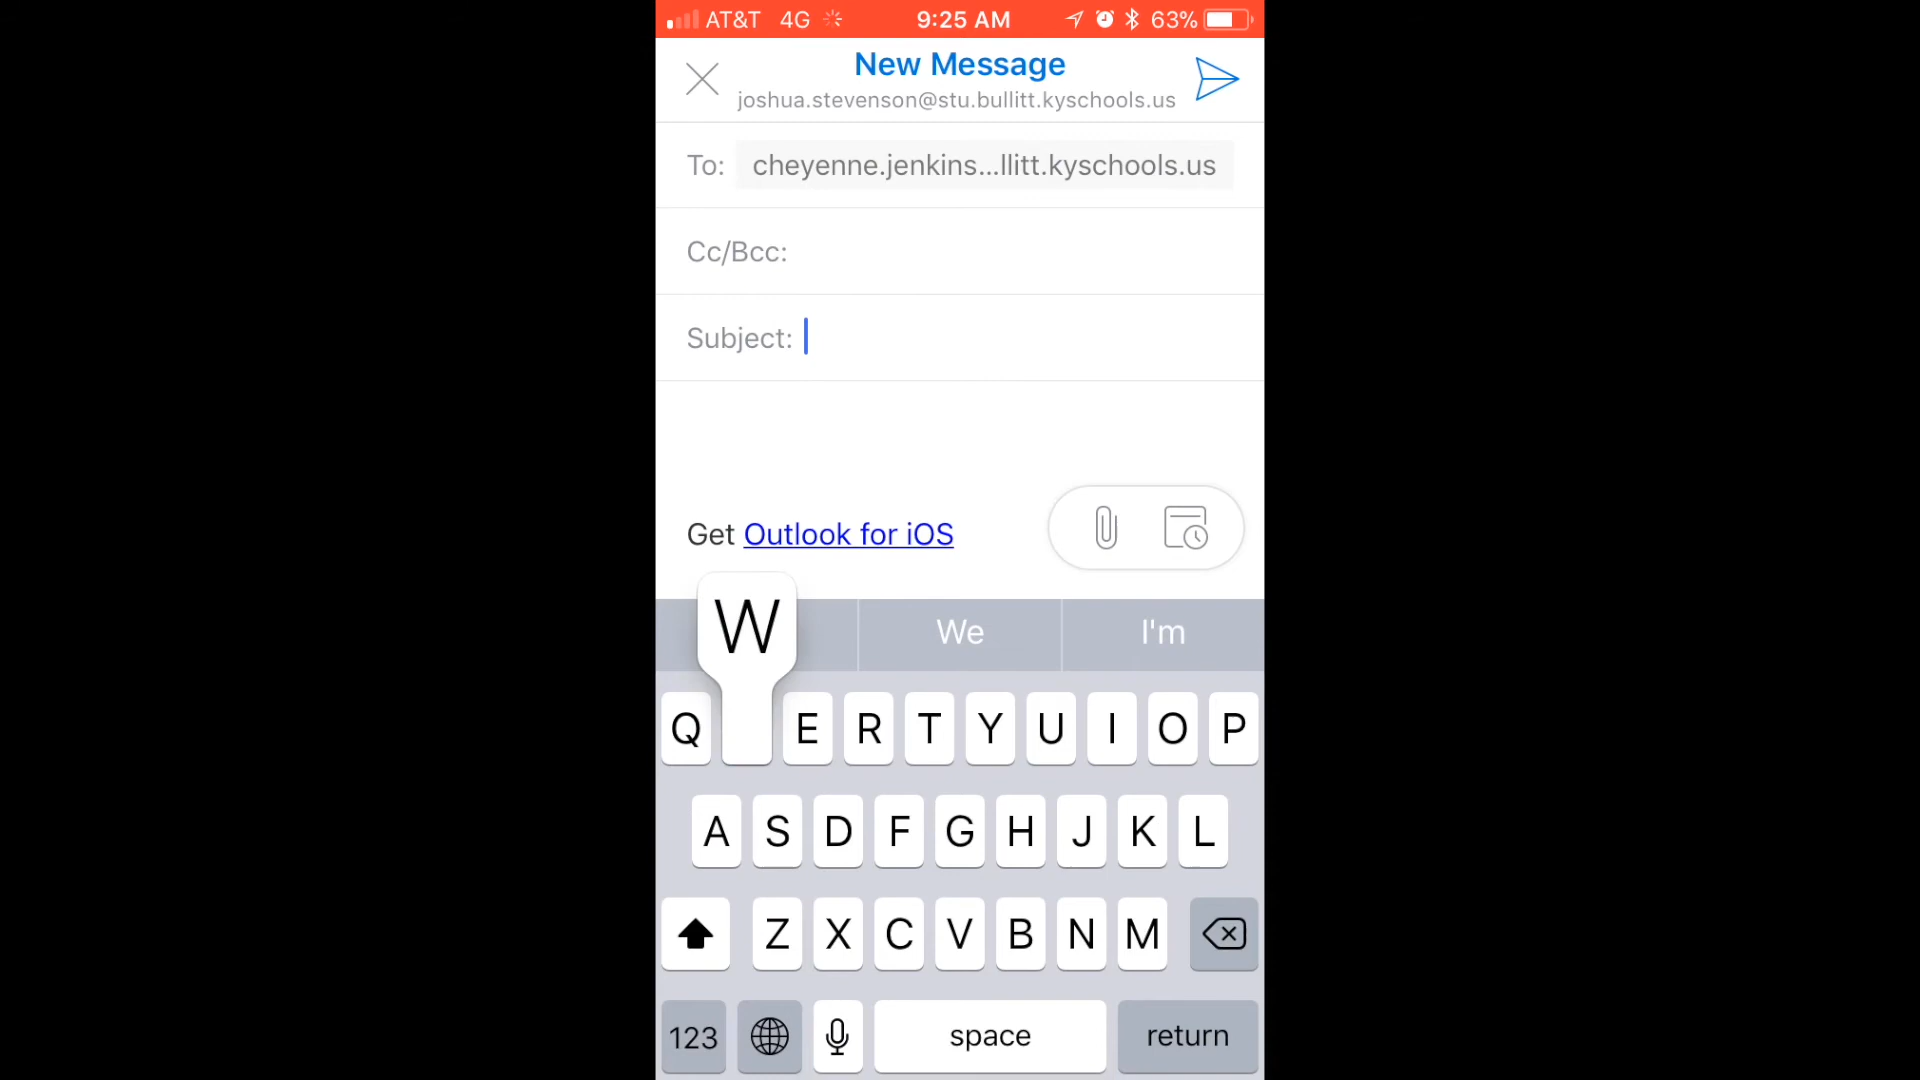 AT&T 4G 9:25 AM 63%
New Message
joshua.stevenson@stu.bullitt.kyschools.us
To: cheyenne.jenkins...llitt.kyschools.us
Cc/Bcc:
Subject:
Get Outlook for iOS
W
We I'm
Q E R T Y U I O P
A S D F G H J K L
Z X C V B N M
123 space return